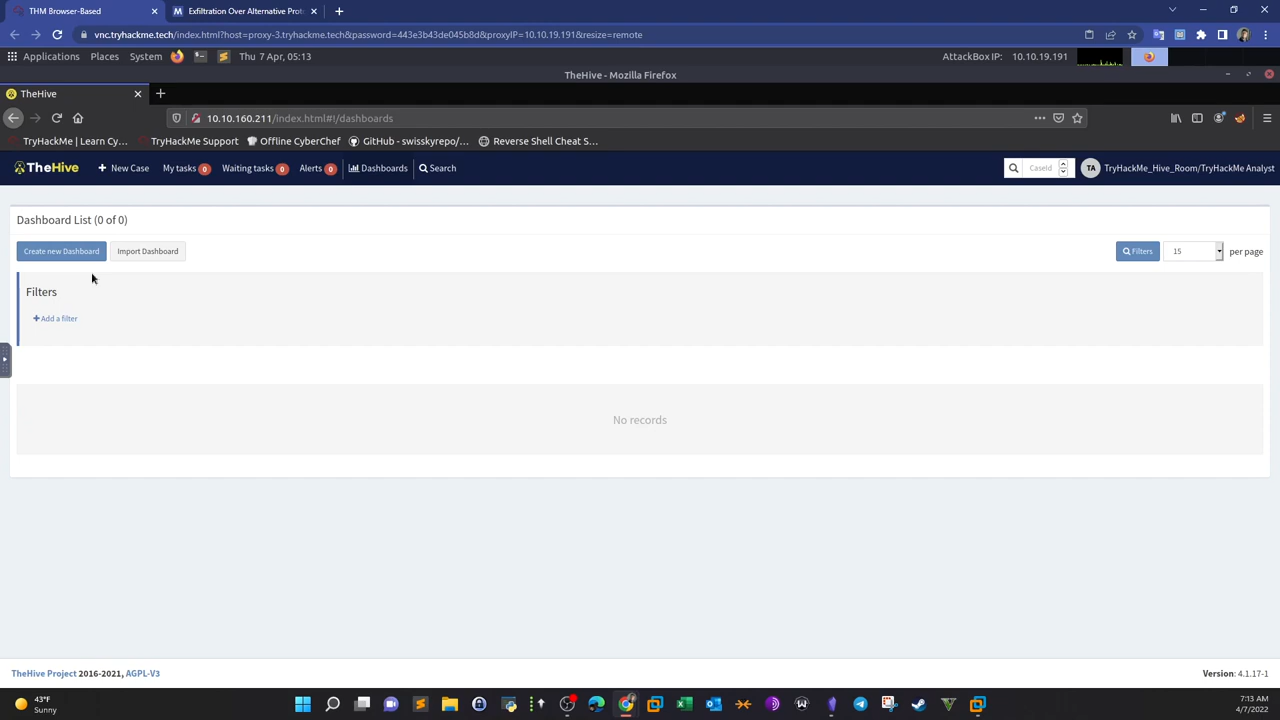 THM Browser-Based
Exfiltration Over Alternative Prot
vnc.tryhackme.tech/index.html?host=proxy-3.tryhackme.tech&password=443e3b43de045b8d&proxyIP=10.10.19.191&resize=remote
Applications Places System Thu 7 Apr, 05:13 AttackBox IP: 10.10.19.191
TheHive - Mozilla Firefox
TheHive
10.10.160.211/index.html#!/dashboards
TryHackMe | Learn Cy... TryHackMe Support Offline CyberChef GitHub - swisskyrepo/... Reverse Shell Cheat S...
TheHive + New Case My tasks 0 Waiting tasks 0 Alerts 0 Dashboards Search CaseId TA TryHackMe_Hive_Room/TryHackMe Analyst
Dashboard List (0 of 0)
Create new Dashboard Import Dashboard Filters 15 per page
Filters
+ Add a filter
No records
TheHive Project 2016-2021, AGPL-V3 Version: 4.1.17-1
43°F
Sunny
7:13 AM
4/7/2022